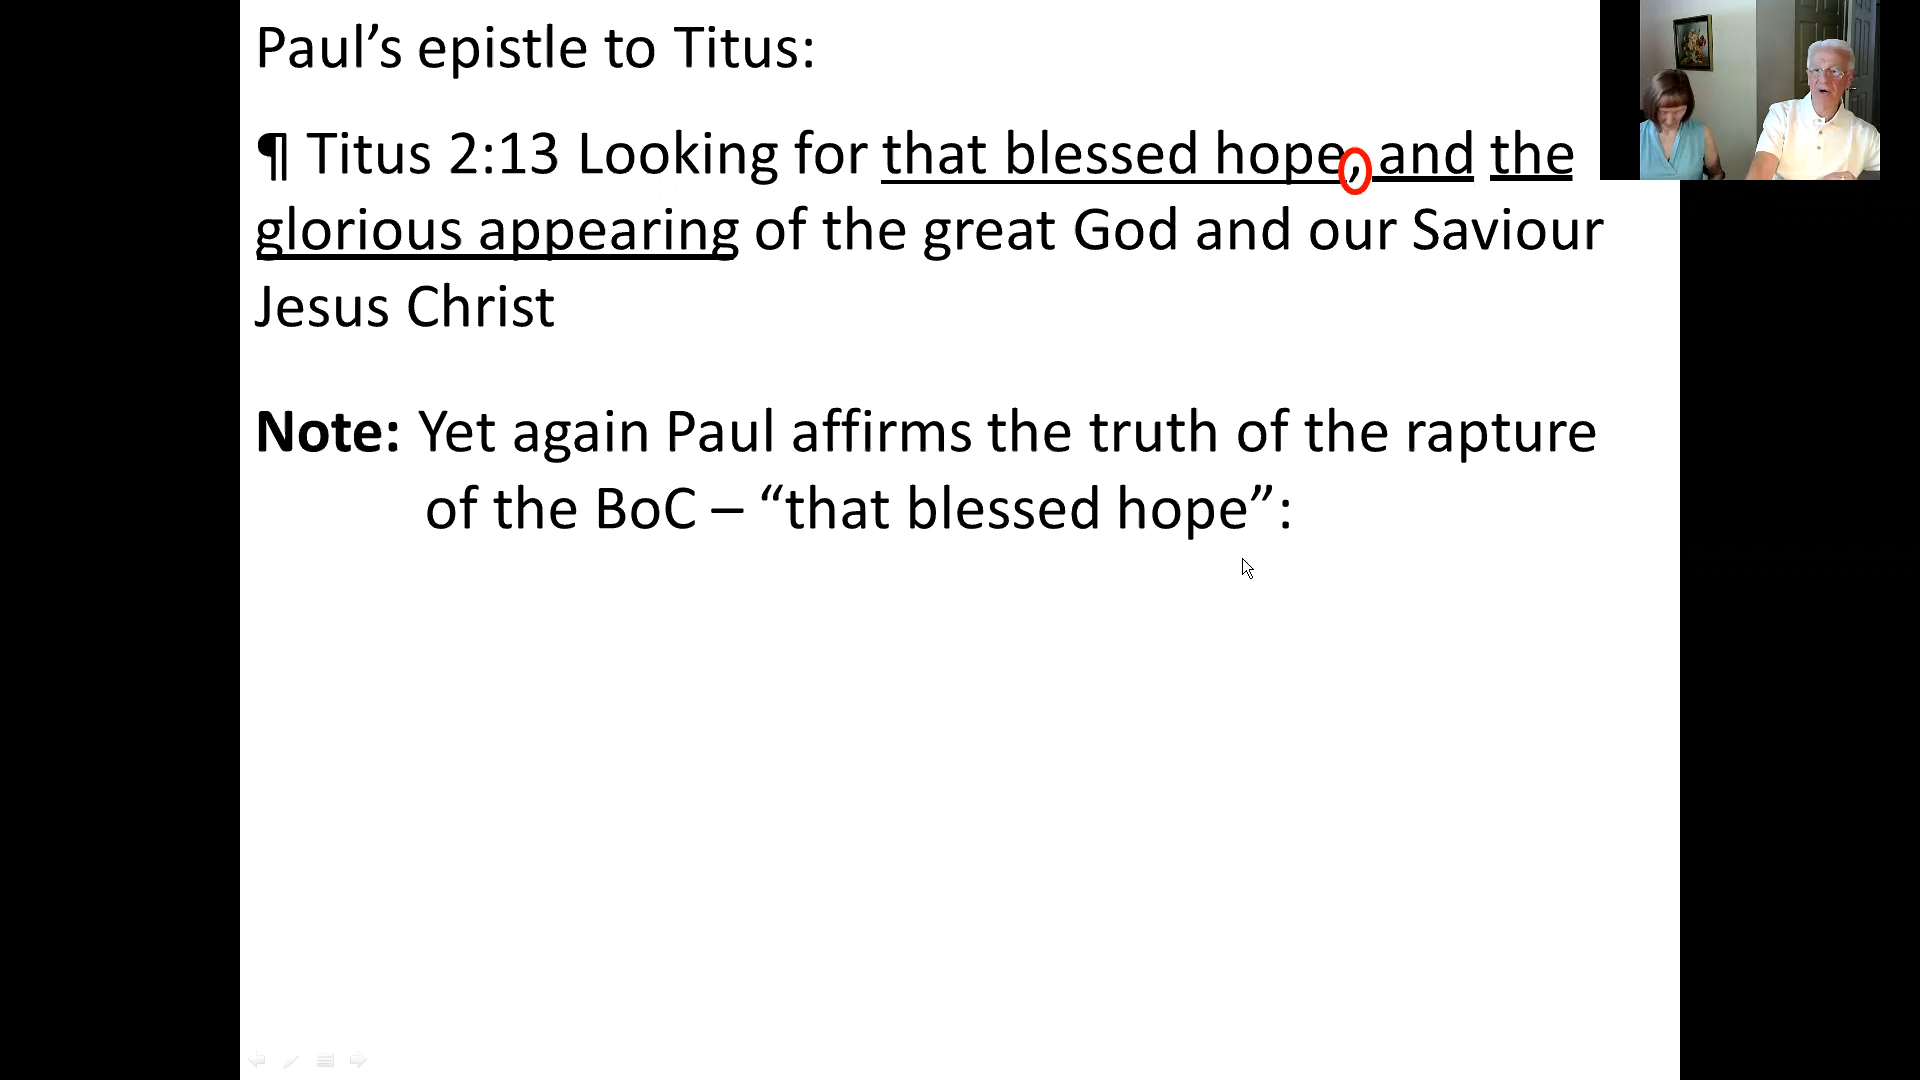 Paul’s epistle to Titus:
¶ Titus 2:13 Looking for that blessed hope, and the
glorious appearing of the great God and our Saviour
Jesus Christ
Note: Yet again Paul affirms the truth of the rapture
of the BoC – “that blessed hope”: